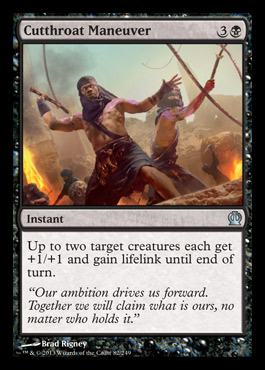 Cutthroat Maneuver 3
Instant
Up to two target creatures each get
+1/+1 and gain lifelink until end of
turn.
“Our ambition drives us forward.
Together we will claim what is ours, no
matter who holds it.”
Brad Rigney
™ & © 2013 Wizards of the Coast 82/249